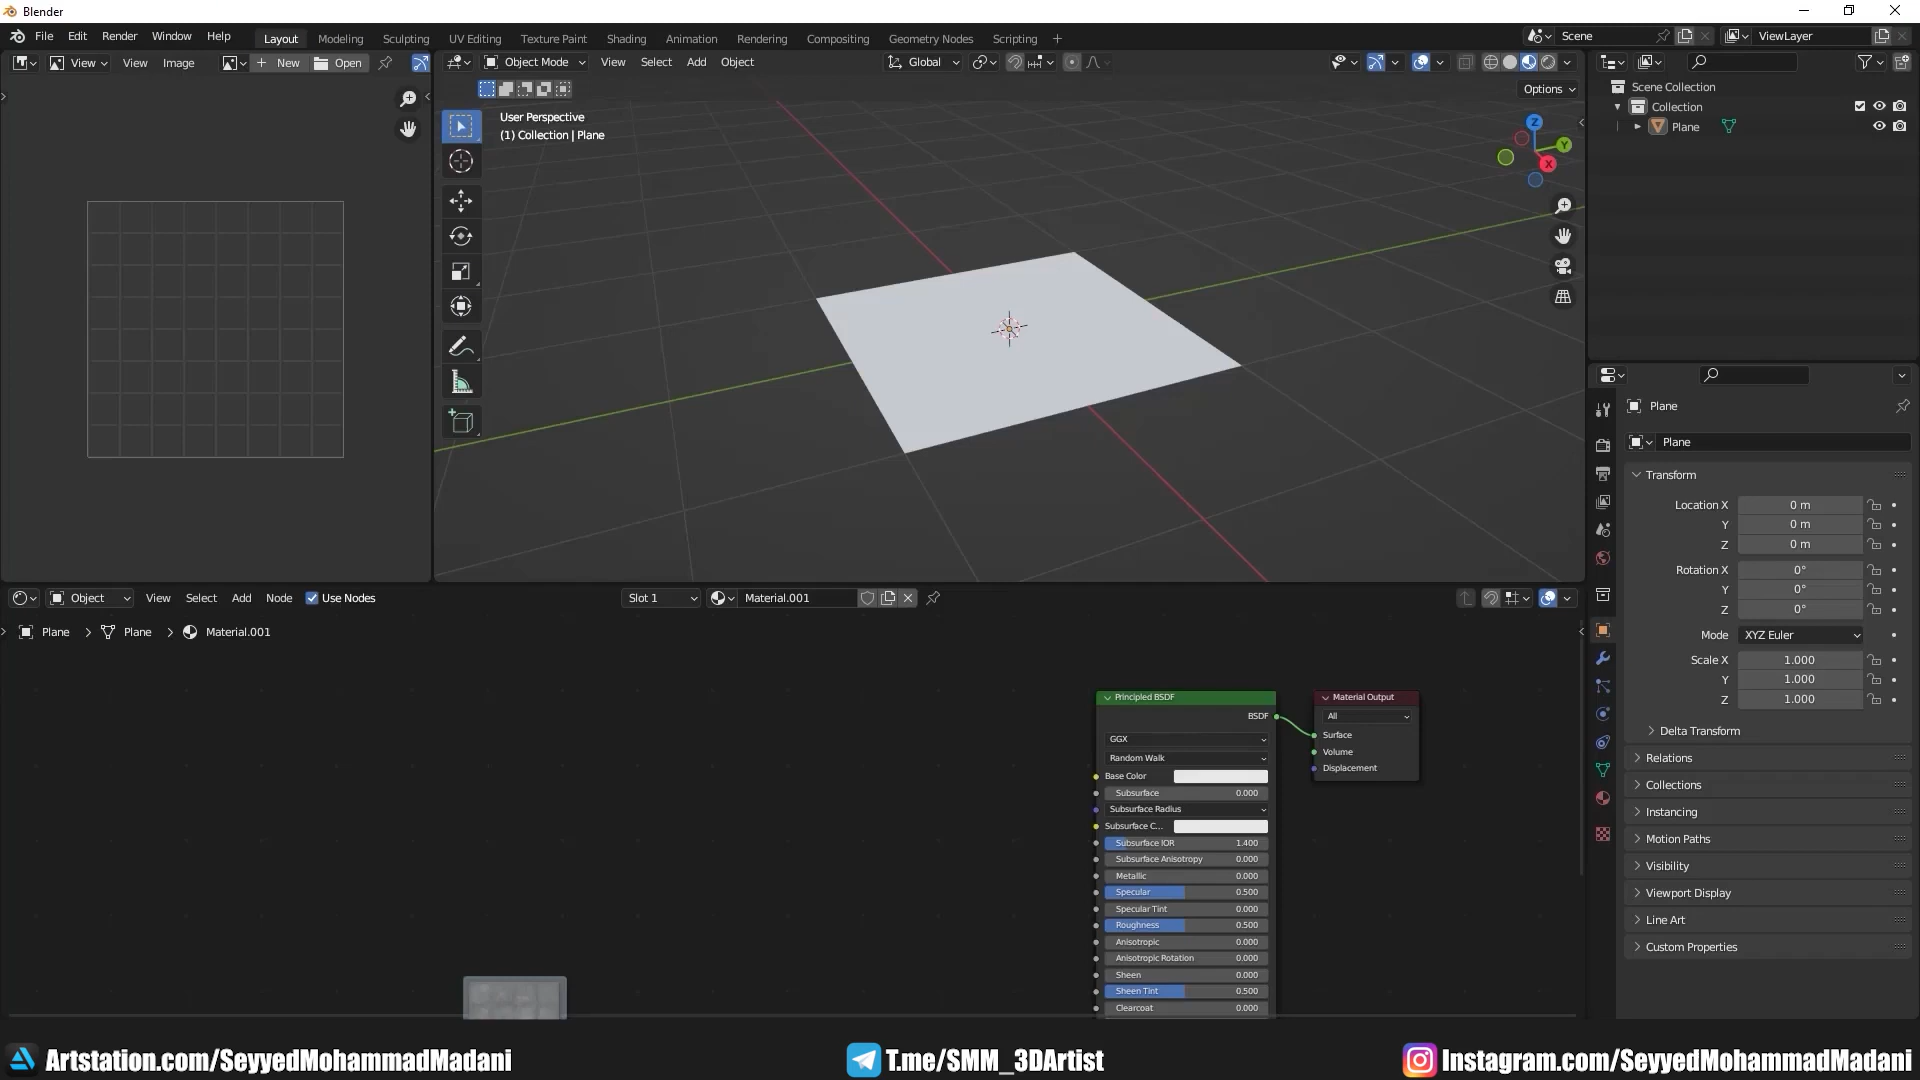 Blender
File Edit Render Window Help
Layout Modeling Sculpting UV Editing Texture Paint Shading Animation Rendering Compositing Geometry Nodes Scripting +
Scene
ViewLayer
View View Image + New Open
Object Mode View Select Add Object
Global
Options
User Perspective
(1) Collection | Plane
Z
Y
X
Scene Collection
Collection
Plane
Plane
Plane
Transform
Location X 0 m
Y 0 m
Z 0 m
Rotation X 0°
Y 0°
Z 0°
Mode XYZ Euler
Scale X 1.000
Y 1.000
Z 1.000
Delta Transform
Relations
Collections
Instancing
Motion Paths
Visibility
Viewport Display
Line Art
Custom Properties
Object View Select Add Node Use Nodes
Slot 1 Material.001
Plane > Plane > Material.001
Principled BSDF
BSDF
GGX
Random Walk
Base Color
Subsurface 0.000
Subsurface Radius
Subsurface C...
Subsurface IOR 1.400
Subsurface Anisotropy 0.000
Metallic 0.000
Specular 0.500
Specular Tint 0.000
Roughness 0.500
Anisotropic 0.000
Anisotropic Rotation 0.000
Sheen 0.000
Sheen Tint 0.500
Clearcoat 0.000
Material Output
All
Surface
Volume
Displacement
Artstation.com/SeyyedMohammadMadani
T.me/SMM_3DArtist
Instagram.com/SeyyedMohammadMadani